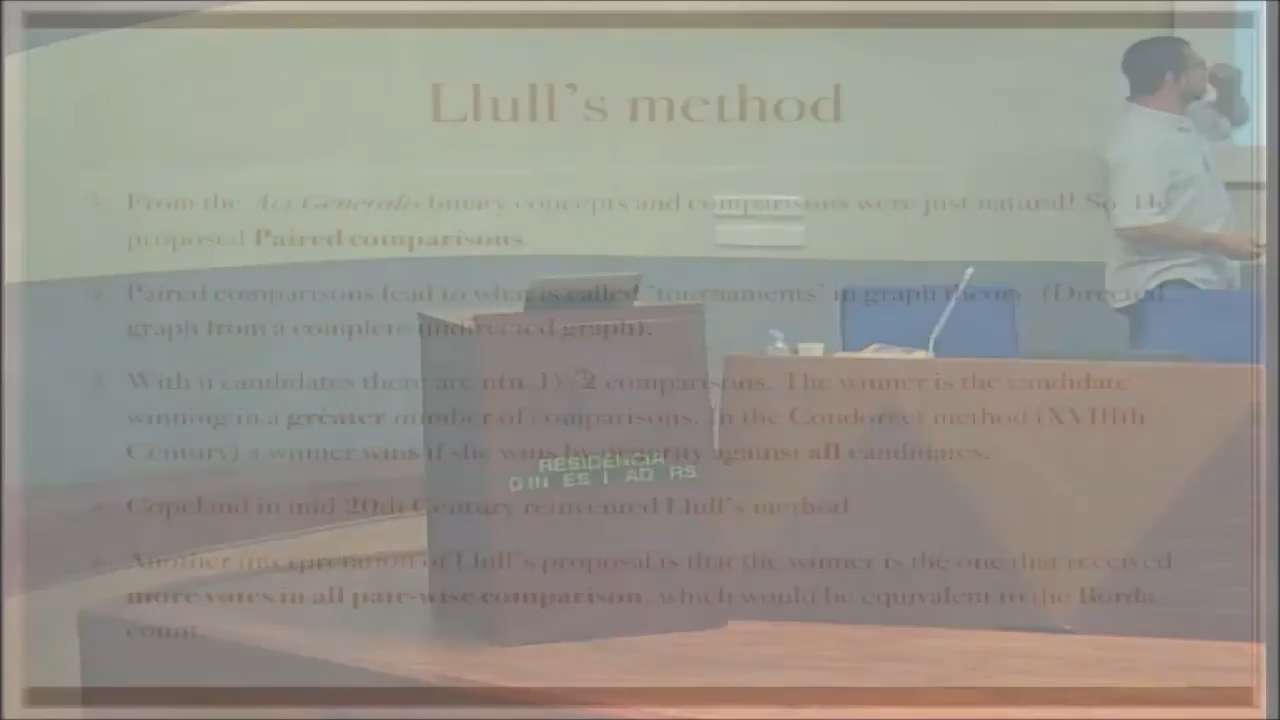 Llull's method
From the Ars Generalis binary concepts and comparisons were just natural! So, He
proposed Paired comparisons.
Paired comparisons lead to what is called 'tournaments' in graph theory. (Directed
graph from a complete undirected graph).
With n candidates there are n(n-1) / 2 comparisons. The winner is the candidate
winning in a greater number of comparisons. In the Condorcet method (XVIIIth
Century) a winner wins if she wins by majority against all candidates.
RESIDENCIA
Copeland in mid 20th Century reinvented Llull's method
Another interpretation of Llull's proposal is that the winner is the one that received
more votes in all pair-wise comparison, which would be equivalent to the Borda
count.